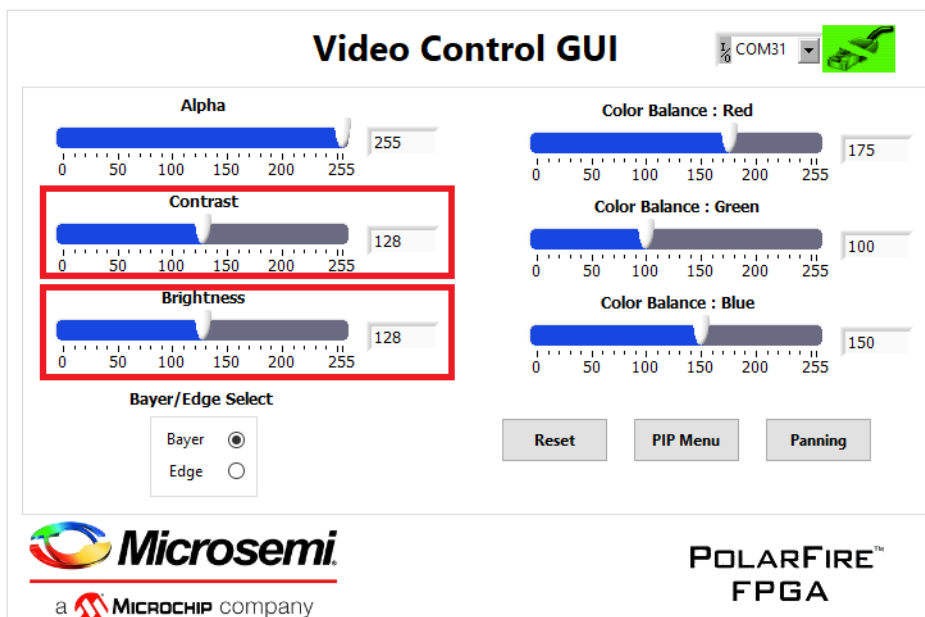 Video Control GUI
I/O COM31
Alpha
255
0 50 100 150 200 255
Contrast
128
0 50 100 150 200 255
Brightness
128
0 50 100 150 200 255
Bayer/Edge Select
Bayer
Edge
Color Balance : Red
175
0 50 100 150 200 255
Color Balance : Green
100
0 50 100 150 200 255
Color Balance : Blue
150
0 50 100 150 200 255
Reset PIP Menu Panning
Microsemi.
a MICROCHIP company
POLARFIRE™
FPGA